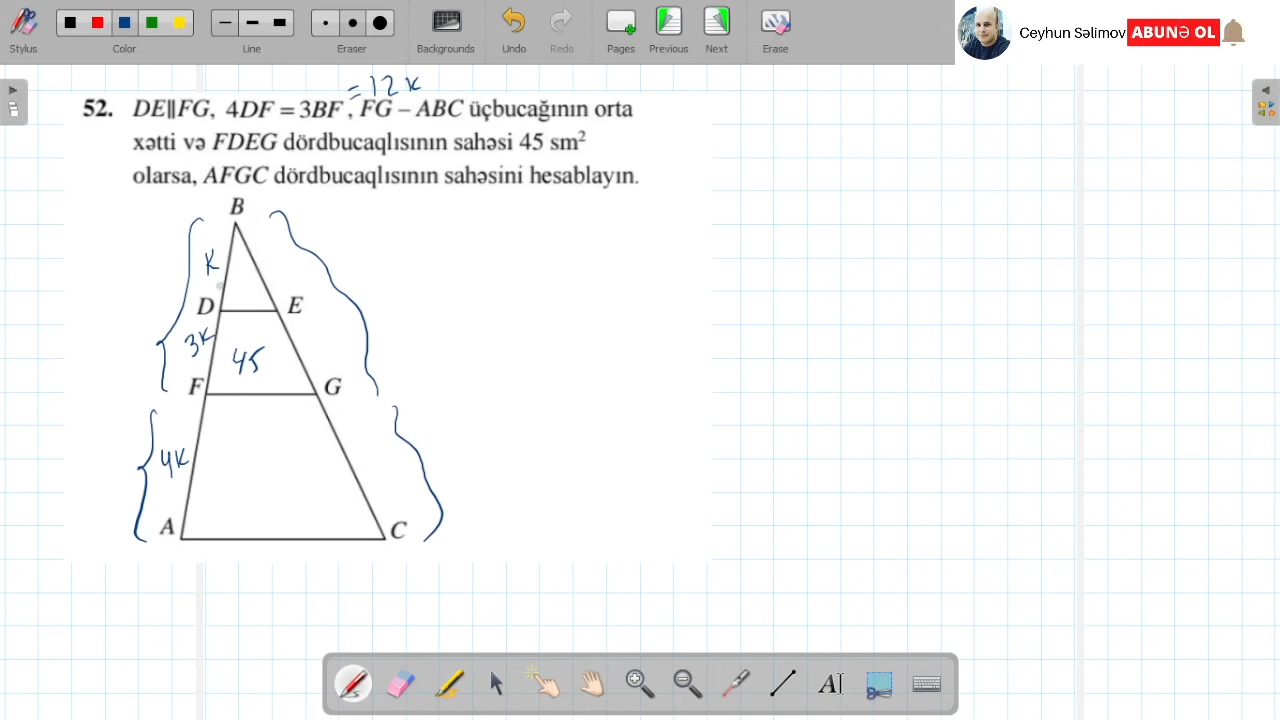 Stylus
Color
Line
Eraser
Backgrounds
Undo
Redo
Pages
Previous
Next
Erase
Ceyhun Səlimov ABUNƏ OL
= 12 K
52. DE∥FG, 4DF = 3BF, FG – ABC üçbucağının orta
xətti və FDEG dördbucaqlısının sahəsi 45 sm²
olarsa, AFGC dördbucaqlısının sahəsini hesablayın.
B
K
D E
3K
45
F G
4K
A C
A